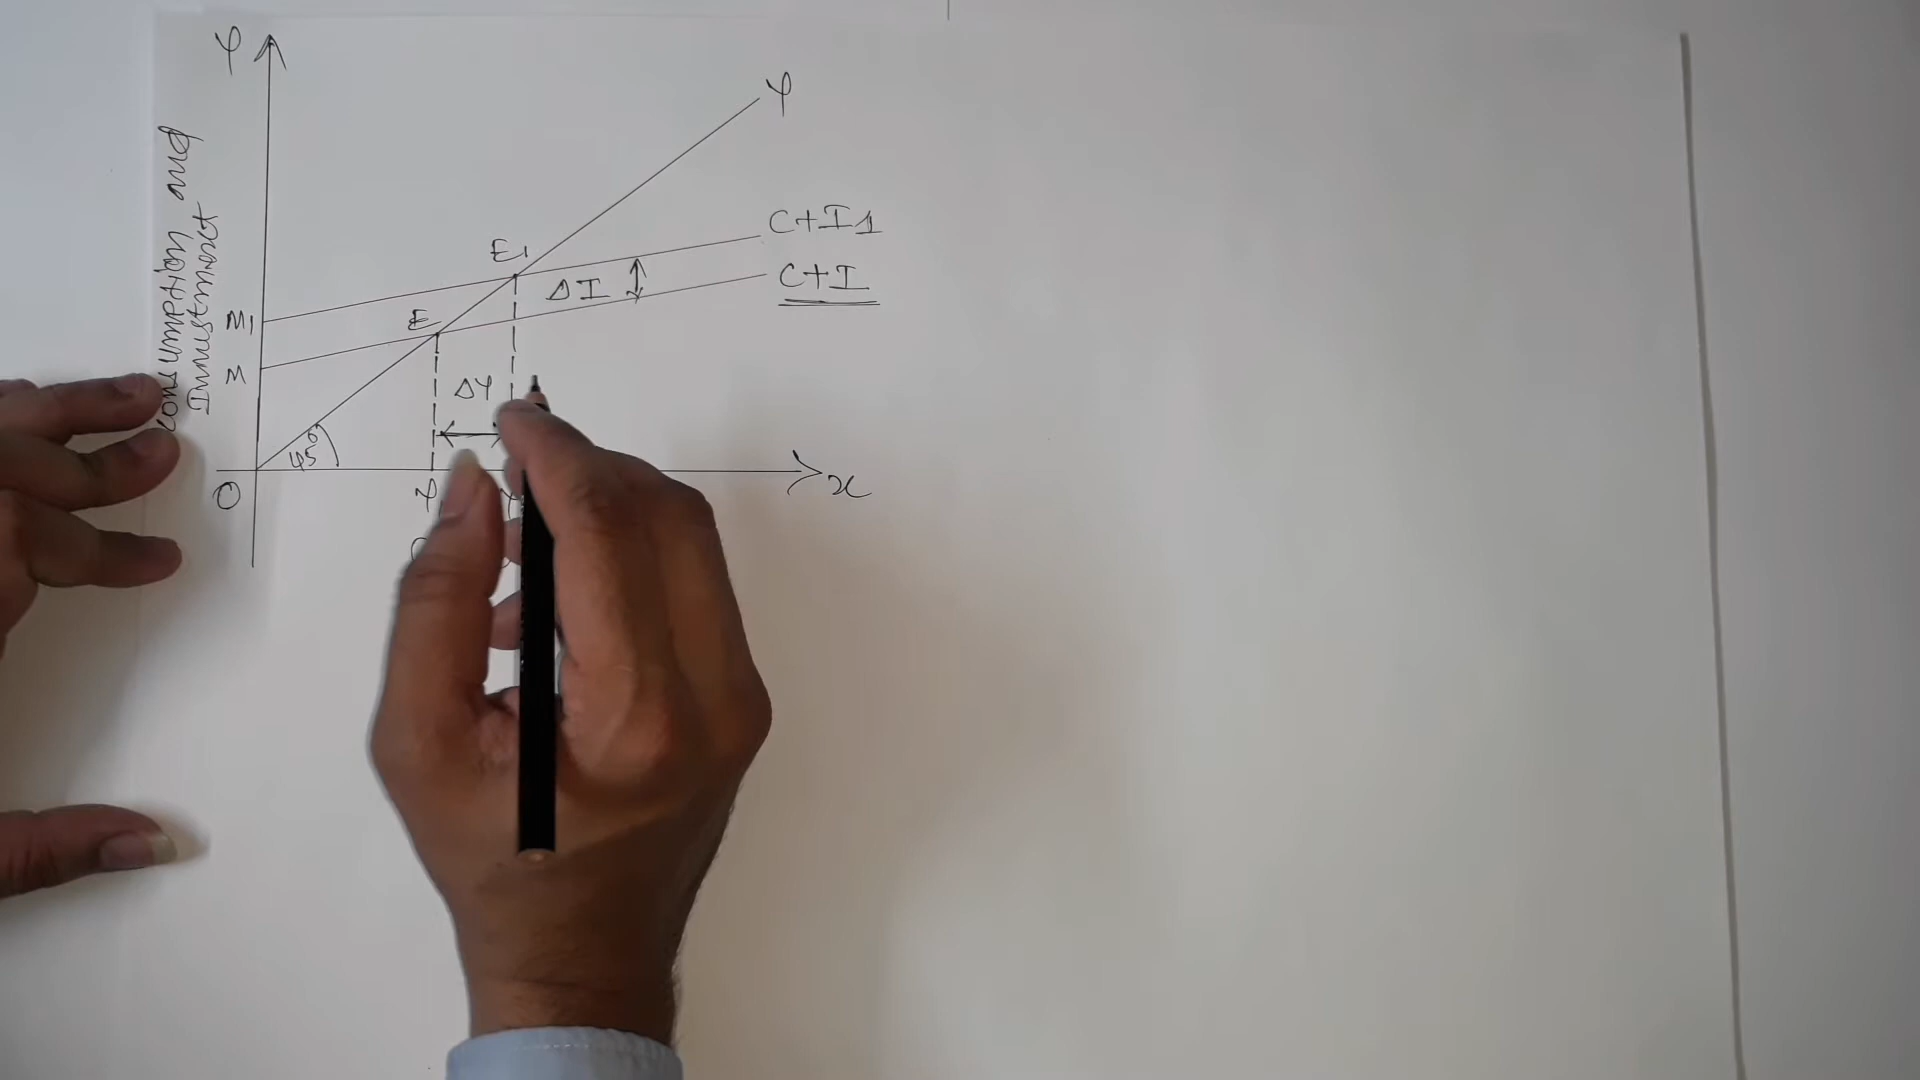 Y
Y
Consumption and
Investment
C+I1
E1
C+I
ΔI
M1
E
M
ΔY
45°
O
Y
x